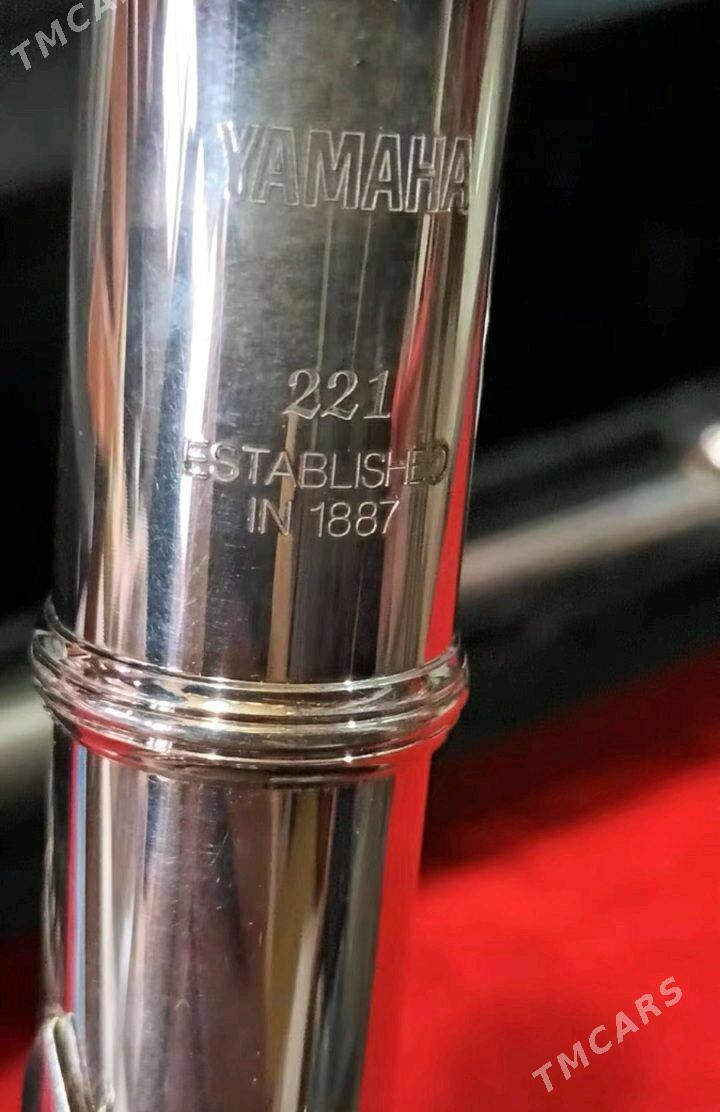 TMCARS
YAMAHA
221
ESTABLISHED
IN 1887
TMCARS